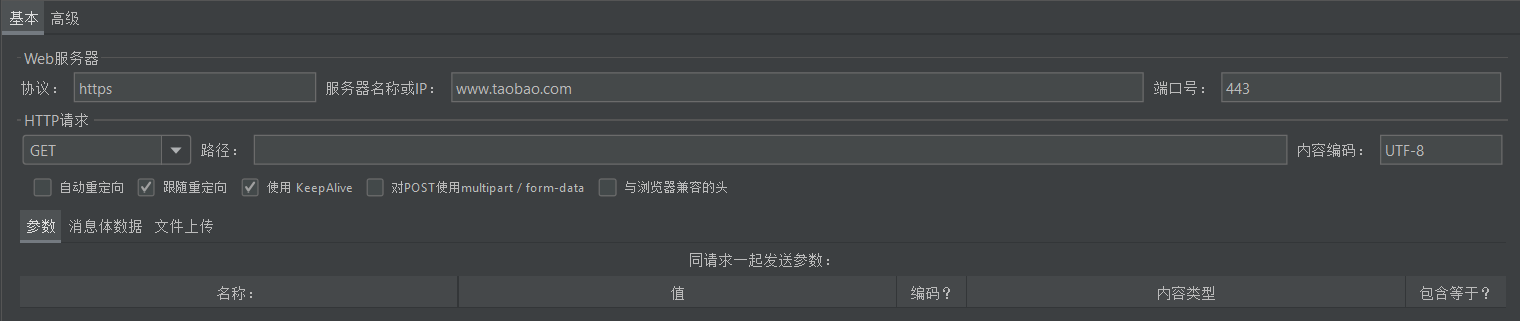 基本 高级
Web服务器
协议： https 服务器名称或IP： www.taobao.com 端口号： 443
HTTP请求
GET 路径： 内容编码： UTF-8
自动重定向 跟随重定向 使用 KeepAlive 对POST使用multipart / form-data 与浏览器兼容的头
参数 消息体数据 文件上传
同请求一起发送参数：
名称： 值 编码？ 内容类型 包含等于？